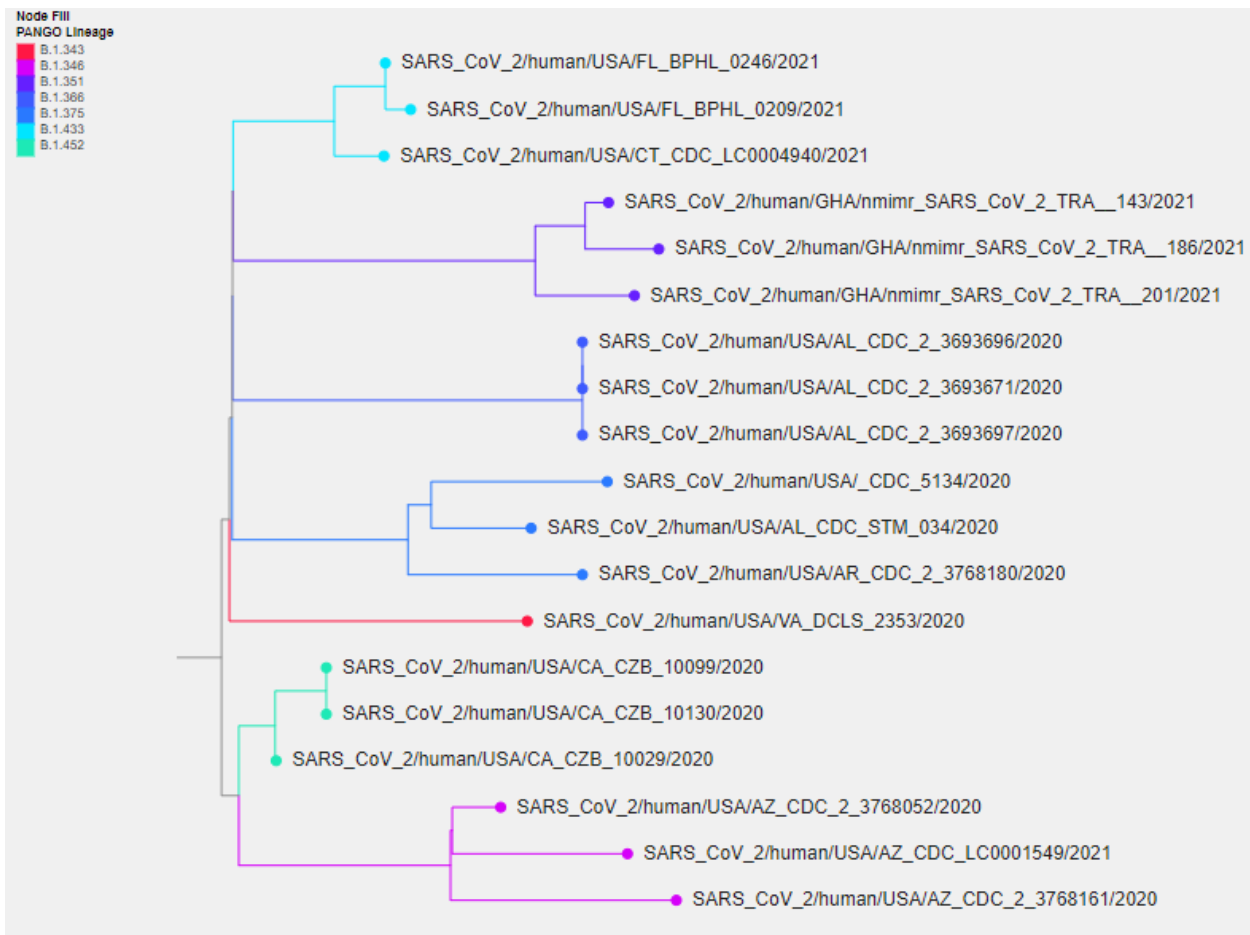 Node Fill
PANGO Lineage
B.1.343
B.1.346
B.1.351
B.1.366
B.1.375
B.1.433
B.1.452
SARS_CoV_2/human/USA/FL_BPHL_0246/2021
SARS_CoV_2/human/USA/FL_BPHL_0209/2021
SARS_CoV_2/human/USA/CT_CDC_LC0004940/2021
SARS_CoV_2/human/GHA/nmimr_SARS_CoV_2_TRA__143/2021
SARS_CoV_2/human/GHA/nmimr_SARS_CoV_2_TRA__186/2021
SARS_CoV_2/human/GHA/nmimr_SARS_CoV_2_TRA__201/2021
SARS_CoV_2/human/USA/AL_CDC_2_3693696/2020
SARS_CoV_2/human/USA/AL_CDC_2_3693671/2020
SARS_CoV_2/human/USA/AL_CDC_2_3693697/2020
SARS_CoV_2/human/USA/_CDC_5134/2020
SARS_CoV_2/human/USA/AL_CDC_STM_034/2020
SARS_CoV_2/human/USA/AR_CDC_2_3768180/2020
SARS_CoV_2/human/USA/VA_DCLS_2353/2020
SARS_CoV_2/human/USA/CA_CZB_10099/2020
SARS_CoV_2/human/USA/CA_CZB_10130/2020
SARS_CoV_2/human/USA/CA_CZB_10029/2020
SARS_CoV_2/human/USA/AZ_CDC_2_3768052/2020
SARS_CoV_2/human/USA/AZ_CDC_LC0001549/2021
SARS_CoV_2/human/USA/AZ_CDC_2_3768161/2020